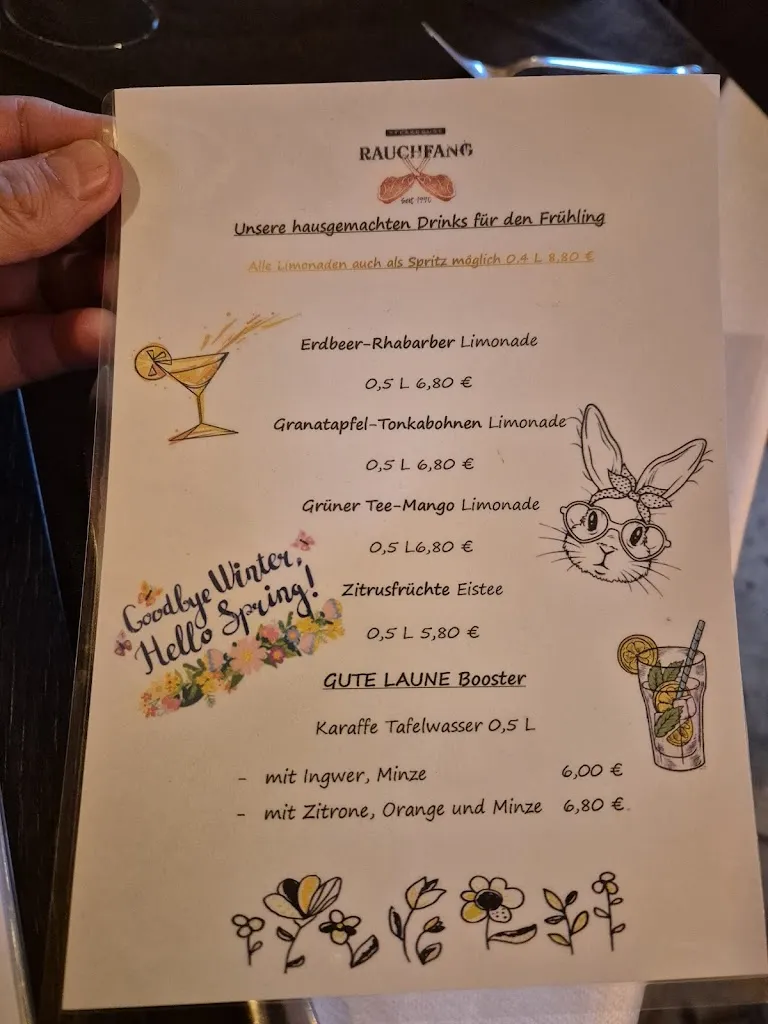 STEAKHOUSE
RAUCHFANG
Seit 1990
Unsere hausgemachten Drinks für den Frühling
Alle Limonaden auch als Spritz möglich 0,4 L 8,80 €
Erdbeer-Rhabarber Limonade
0,5 L 6,80 €
Granatapfel-Tonkabohnen Limonade
0,5 L 6,80 €
Grüner Tee-Mango Limonade
0,5 L6,80 €
Goodbye Winter,
Hello Spring!
Zitrusfrüchte Eistee
0,5 L 5,80 €
GUTE LAUNE Booster
Karaffe Tafelwasser 0,5 L
- mit Ingwer, Minze 6,00 €
- mit Zitrone, Orange und Minze 6,80 €